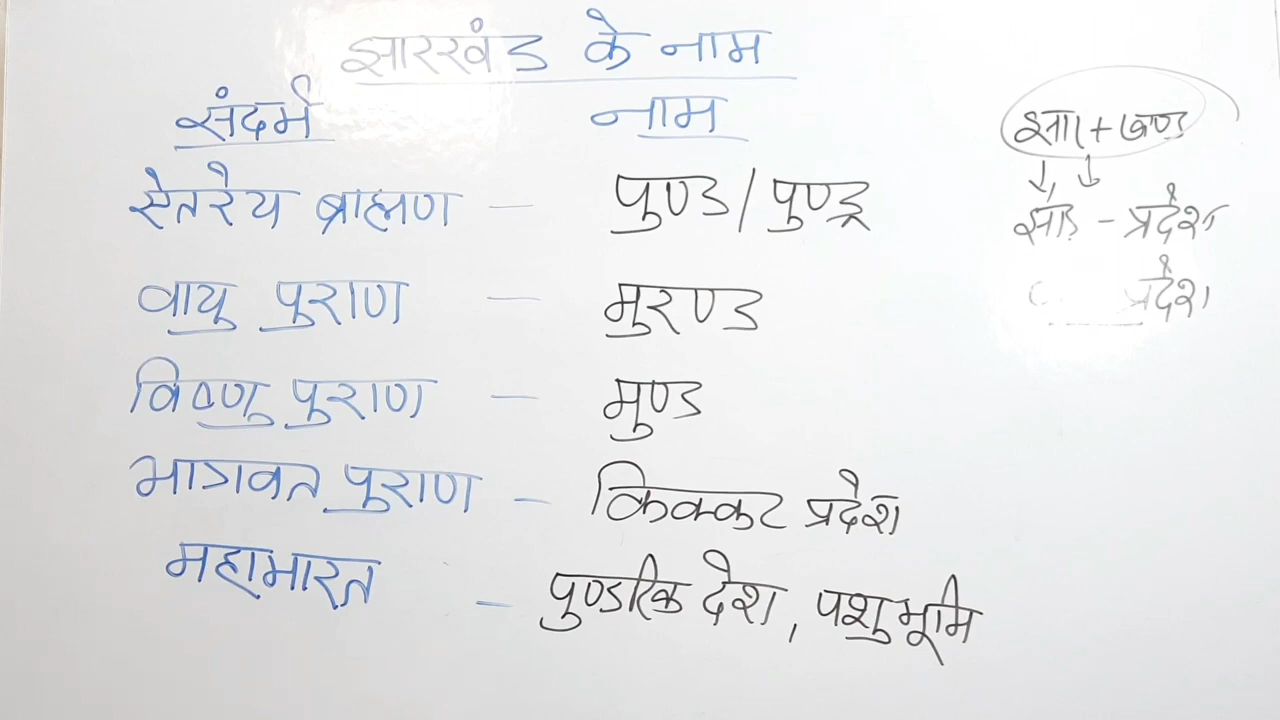 झारखंड के नाम
संदर्भ नाम
ऐतरेय ब्राह्मण - पुण्ड / पुण्ड्र
वायु पुराण - मुरण्ड
विष्णु पुराण - मुण्ड
भागवत पुराण - किक्कट प्रदेश
महाभारत - पुण्डरिक देश, पशुभूमि
झार + खण्ड
झाड़ - प्रदेश
प्रदेश